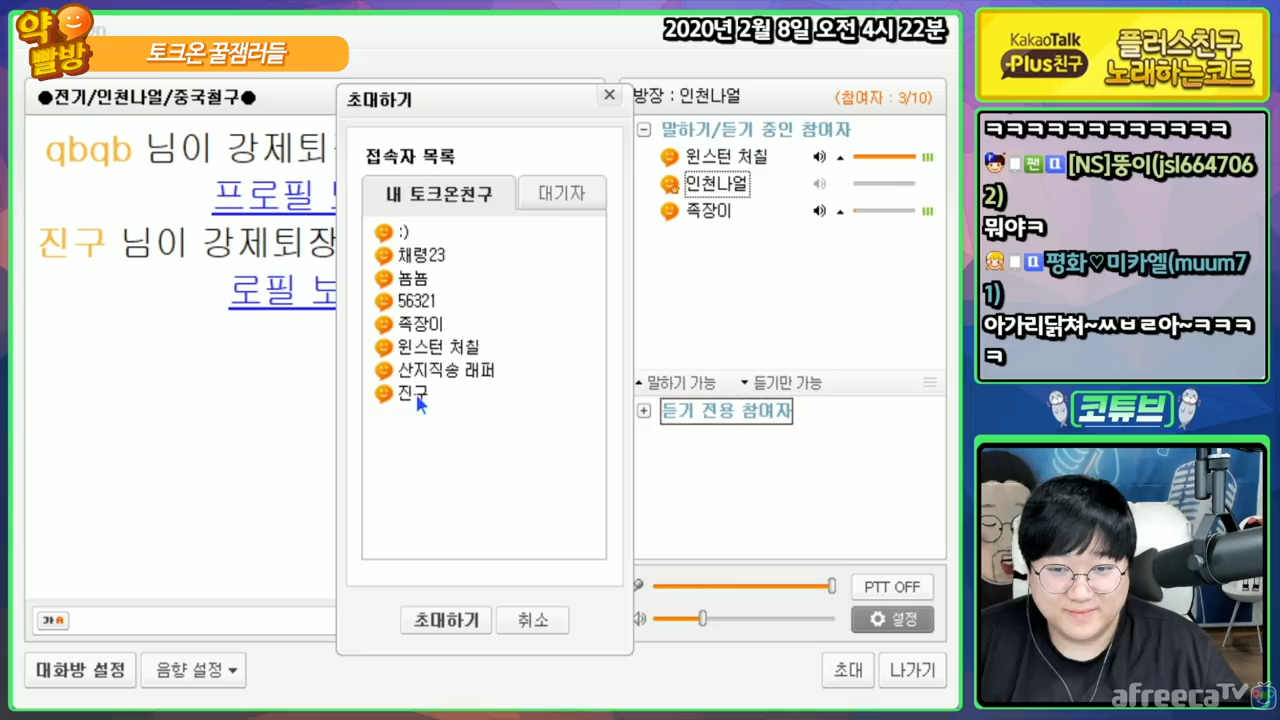 약빨방
토크온 꿀잼러들
2020년 2월 8일 오전 4시 22분
●전기/인천나얼/중국철구●
qbqb 님이 강제퇴
프로필
진구 님이 강제퇴장
로필 보
가A
대화방 설정
음향 설정
초대하기
접속자 목록
내 토크온친구
대기자
:)
채령23
뇸뇸
56321
족장이
윈스턴 처칠
산지직송 래퍼
진구
초대하기
취소
방장 : 인천나얼
(참여자 : 3/10)
말하기/듣기 중인 참여자
윈스턴 처칠
인천나얼
족장이
말하기 가능
듣기만 가능
듣기 전용 참여자
PTT OFF
설정
초대
나가기
KakaoTalk
Plus친구
플러스친구
노래하는코트
ㅋㅋㅋㅋㅋㅋㅋㅋㅋㅋㅋㅋ
팬 [NS]뚱이(jsl664706
2)
뭐야ㅋ
평화♡미카엘(muum7
1)
아가리닭쳐~ㅆㅂㄹ아~ㅋㅋㅋ
ㅋ
코튜브
afreecaTV